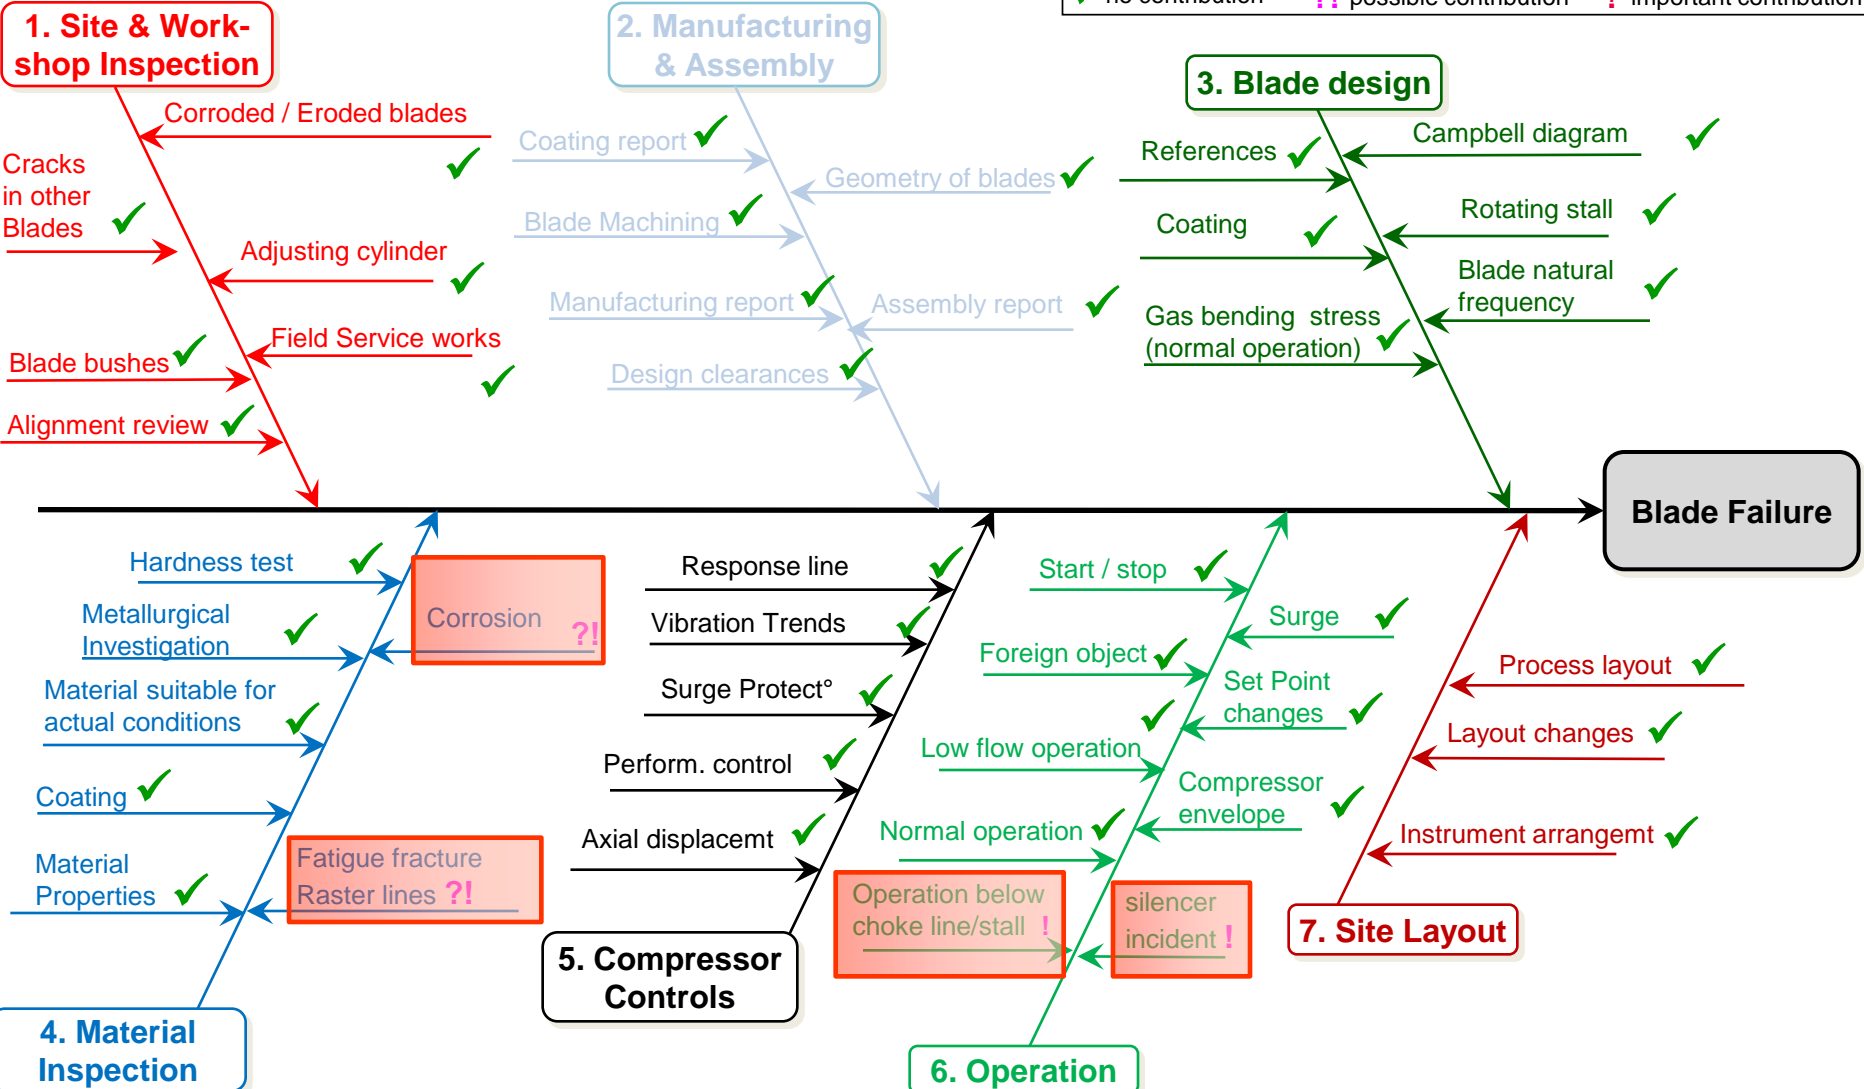 ✓ no contribution ?! possible contribution ! important contribution
1. Site & Work-
shop Inspection
Corroded / Eroded blades
Cracks
in other
Blades
Adjusting cylinder
Field Service works
Blade bushes
Alignment review
2. Manufacturing
& Assembly
Coating report
Geometry of blades
Blade Machining
Manufacturing report
Assembly report
Design clearances
3. Blade design
Campbell diagram
References
Rotating stall
Coating
Blade natural
frequency
Gas bending stress
(normal operation)
Blade Failure
Hardness test
Corrosion
?!
Metallurgical
Investigation
Material suitable for
actual conditions
Coating
Fatigue fracture
Raster lines ?!
Material
Properties
4. Material
Inspection
Response line
Vibration Trends
Surge Protect°
Perform. control
Axial displacemt
5. Compressor
Controls
Start / stop
Surge
Foreign object
Set Point
changes
Low flow operation
Compressor
envelope
Normal operation
Operation below
choke line/stall !
silencer
incident !
6. Operation
Process layout
Layout changes
Instrument arrangemt
7. Site Layout